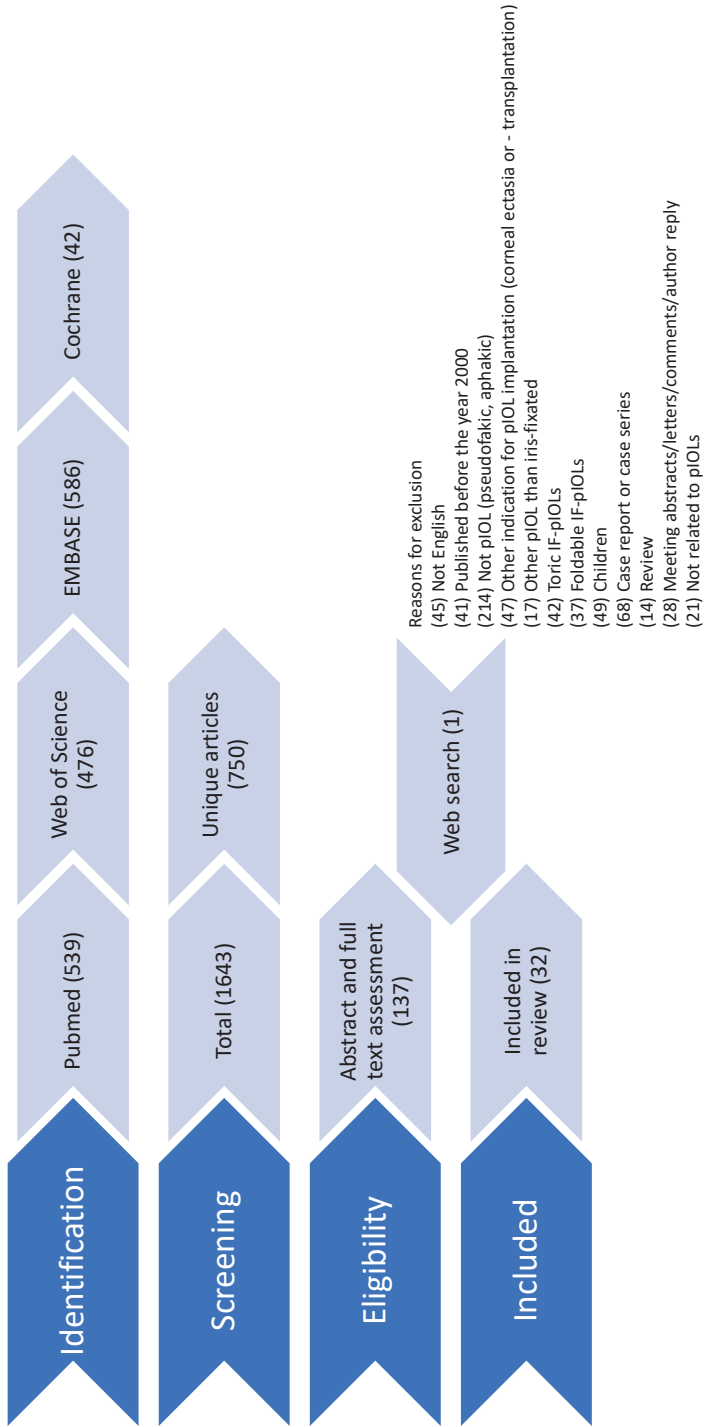 Identification
Pubmed (539)
Web of Science
(476)
EMBASE (586)
Cochrane (42)
Screening
Total (1643)
Unique articles
(750)
Eligibility
Abstract and full
text assessment
(137)
Web search (1)
Included
Included in
review (32)
Reasons for exclusion
(45) Not English
(41) Published before the year 2000
(214) Not pIOL (pseudofakic, aphakic)
(47) Other indication for pIOL implantation (corneal ectasia or - transplantation)
(17) Other pIOL than iris-fixated
(42) Toric IF-pIOLs
(37) Foldable IF-pIOLs
(49) Children
(68) Case report or case series
(14) Review
(28) Meeting abstracts/letters/comments/author reply
(21) Not related to pIOLs